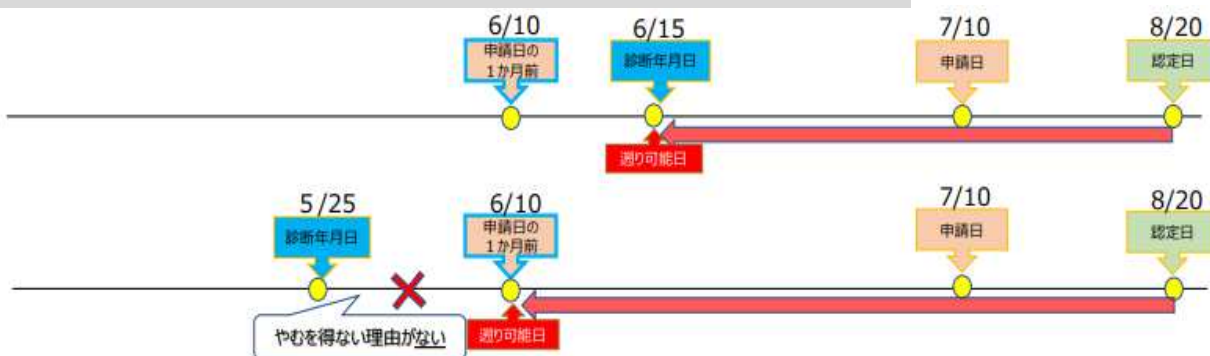 6/10
申請日の
1か月前
6/15
診断年月日
7/10
申請日
8/20
認定日
遡り可能日
5/25
診断年月日
6/10
申請日の
1か月前
7/10
申請日
8/20
認定日
やむを得ない理由がない
遡り可能日